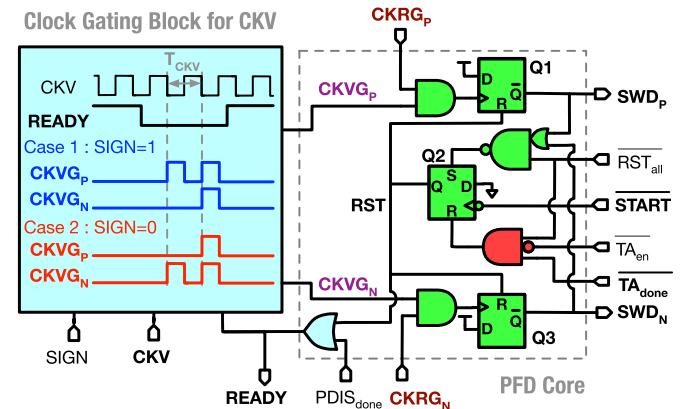 Clock Gating Block for CKV
CKRG_P
T_CKV
CKV
READY
Case 1 : SIGN=1
CKVG_P
CKVG_N
Case 2 : SIGN=0
CKVG_P
CKVG_N
SIGN
CKV
READY
PDIS_done
CKRG_N
CKVG_P
CKVG_N
RST
D
Q
R
Q1
Q2
S
Q
D
R
D
Q
R
Q3
SWD_P
RST_all
START
TA_en
TA_done
SWD_N
PFD Core